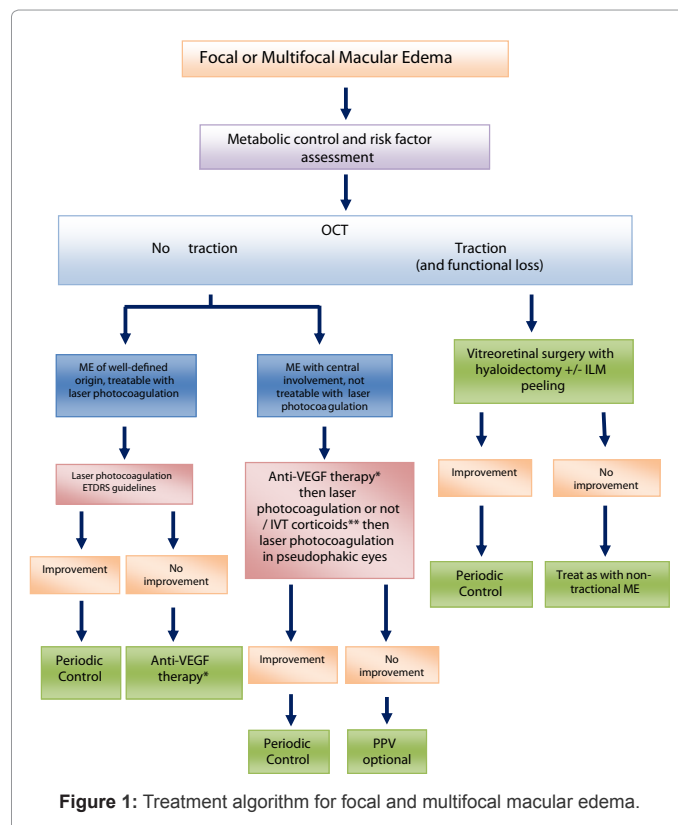 Focal or Multifocal Macular Edema
Metabolic control and risk factor
assessment
OCT
No traction
Traction
(and functional loss)
ME of well-defined
origin, treatable with
laser photocoagulation
ME with central
involvement, not
treatable with laser
photocoagulation
Vitreoretinal surgery with
hyaloidectomy +/- ILM
peeling
Laser photocoagulation
ETDRS guidelines
Anti-VEGF therapy*
then laser
photocoagulation or not
/ IVT corticoids** then
laser photocoagulation
in pseudophakic eyes
Improvement
No
improvement
Improvement
No
improvement
Periodic
Control
Treat as with non-
tractional ME
Periodic
Control
Anti-VEGF
therapy*
Improvement
No
improvement
Periodic
Control
PPV
optional
Figure 1: Treatment algorithm for focal and multifocal macular edema.